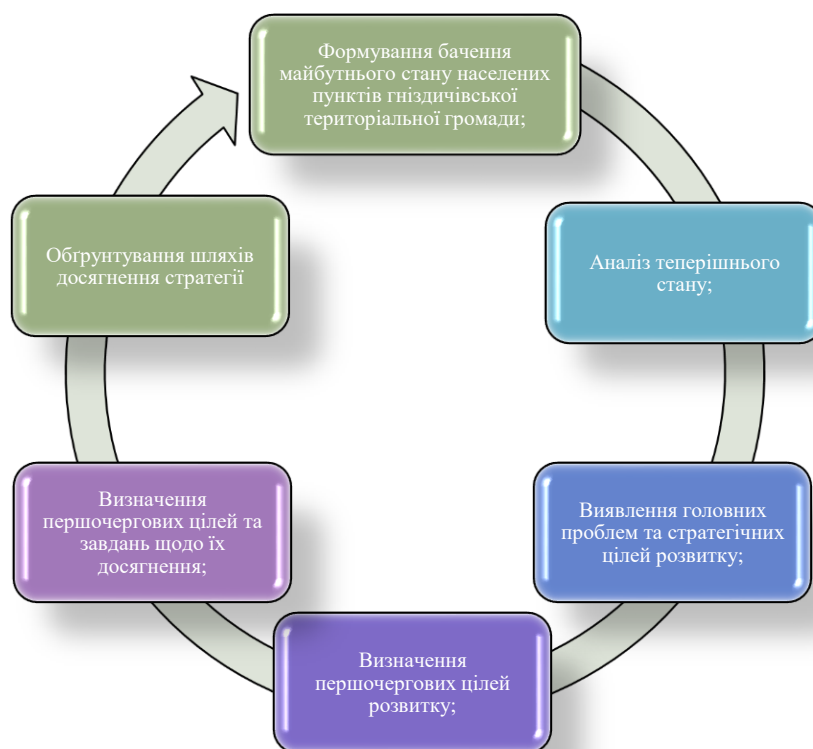 Формування бачення
майбутнього стану населених
пунктів гніздичівської
територіальної громади;
Аналіз теперішнього
стану;
Виявлення головних
проблем та стратегічних
цілей розвитку;
Визначення
першочергових цілей
розвитку;
Визначення
першочергових цілей та
завдань щодо їх
досягнення;
Обґрунтування шляхів
досягнення стратегії